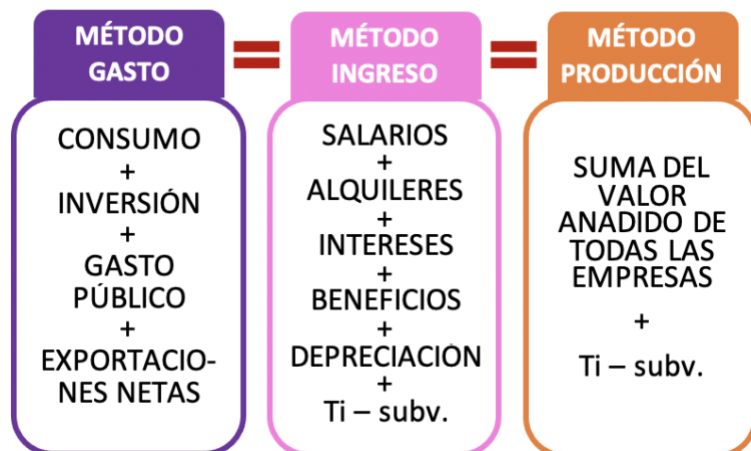 MÉTODO
GASTO
=
MÉTODO
INGRESO
=
MÉTODO
PRODUCCIÓN
CONSUMO
+
INVERSIÓN
+
GASTO
PÚBLICO
+
EXPORTACIO-
NES NETAS
SALARIOS
+
ALQUILERES
+
INTERESES
+
BENEFICIOS
+
DEPRECIACIÓN
+
Ti – subv.
SUMA DEL
VALOR
ANADIDO DE
TODAS LAS
EMPRESAS
+
Ti – subv.